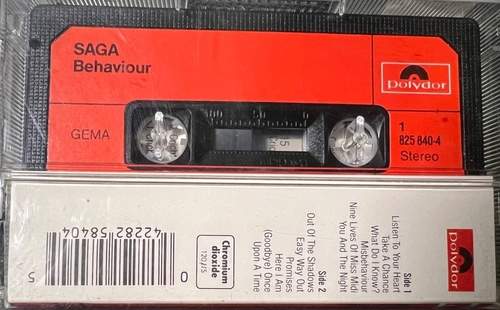 SAGA
Behaviour
polydor
GEMA
1
825 840-4
Stereo
polydor
Side 1
Listen To Your Heart
Take A Chance
What Do I Know?
Misbehaviour
Nine Lives Of Miss Midi
You And The Night
Side 2
Out Of The Shadows
Easy Way Out
Promises
Here I Am
(Goodbye) Once
Upon A Time
Chromium
dioxide
0 42282 58404 5